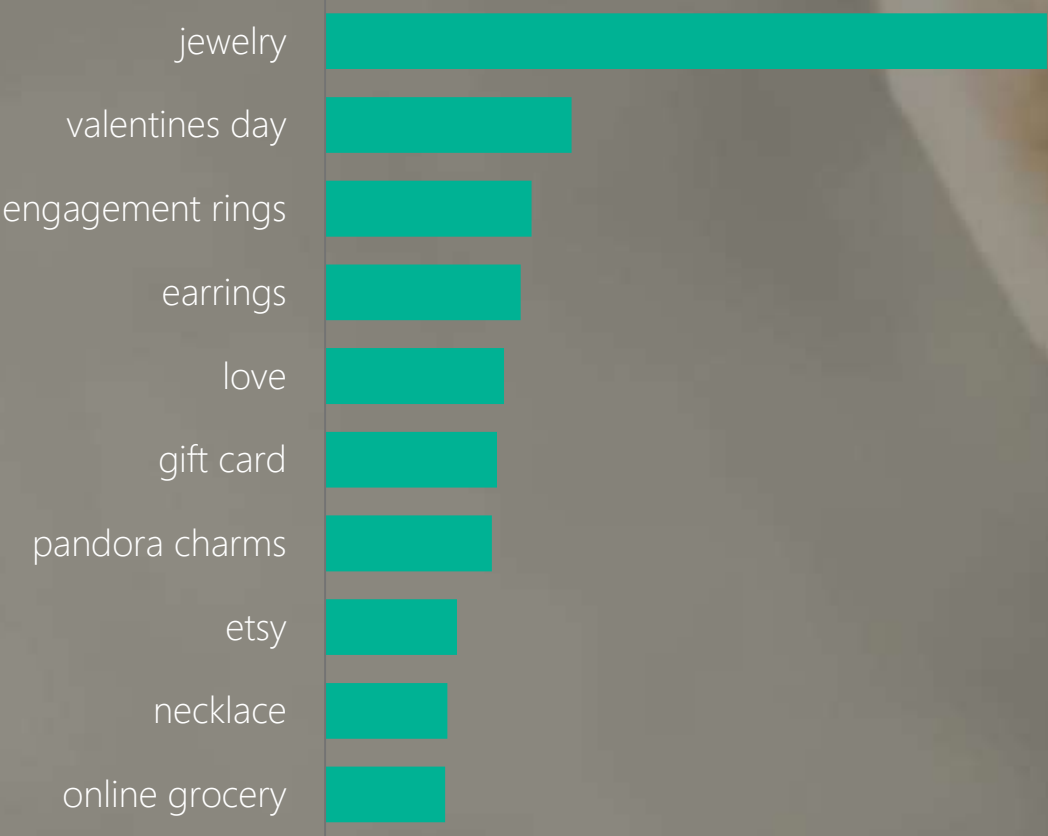 jewelry
valentines day
engagement rings
earrings
love
gift card
pandora charms
etsy
necklace
online grocery